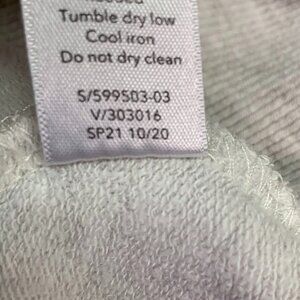 Tumble dry low
Cool iron
Do not dry clean
S/599503-03
V/303016
SP21 10/20